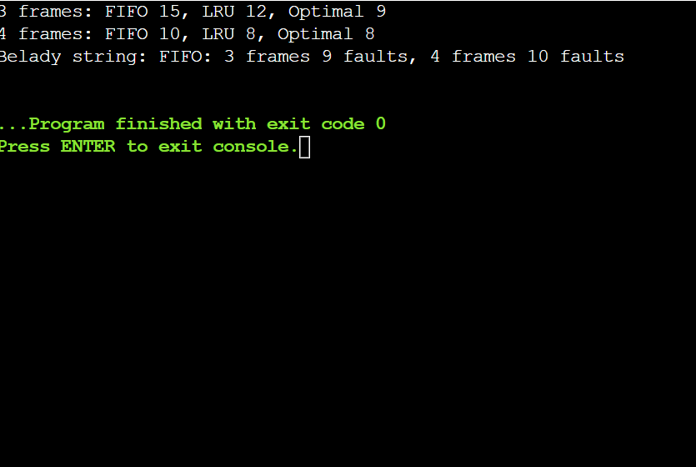 3 frames: FIFO 15, LRU 12, Optimal 9
4 frames: FIFO 10, LRU 8, Optimal 8
Belady string: FIFO: 3 frames 9 faults, 4 frames 10 faults
...Program finished with exit code 0
Press ENTER to exit console.